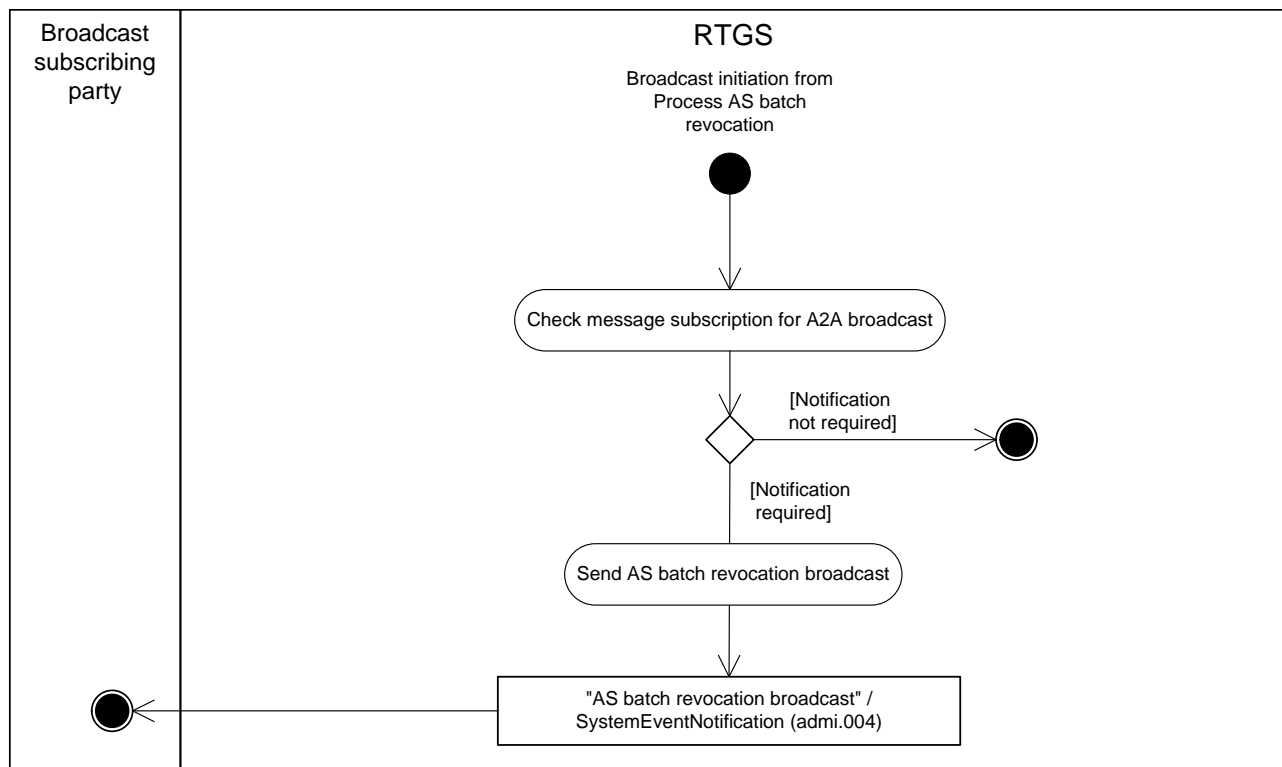 Broadcast
subscribing
party
RTGS
Broadcast initiation from
Process AS batch
revocation
Check message subscription for A2A broadcast
[Notification
not required]
[Notification
required]
Send AS batch revocation broadcast
"AS batch revocation broadcast" /
SystemEventNotification (admi.004)